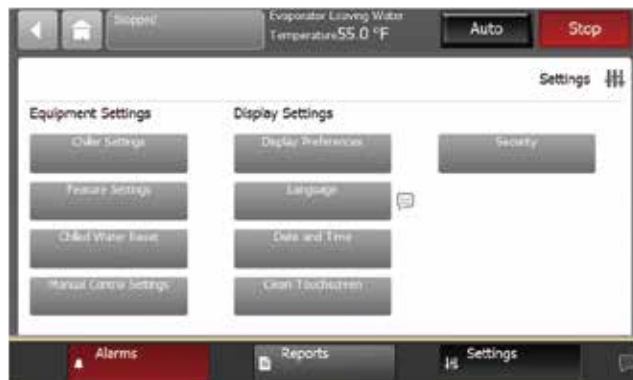 Stopped
Evaporator Leaving Water
Temperature 55.0 °F
Auto
Stop
Settings
Equipment Settings
Display Settings
Chiller Settings
Display Preferences
Security
Feature Settings
Language
Chilled Water Reset
Date and Time
Manual Control Settings
Clean Touchscreen
Alarms
Reports
Settings